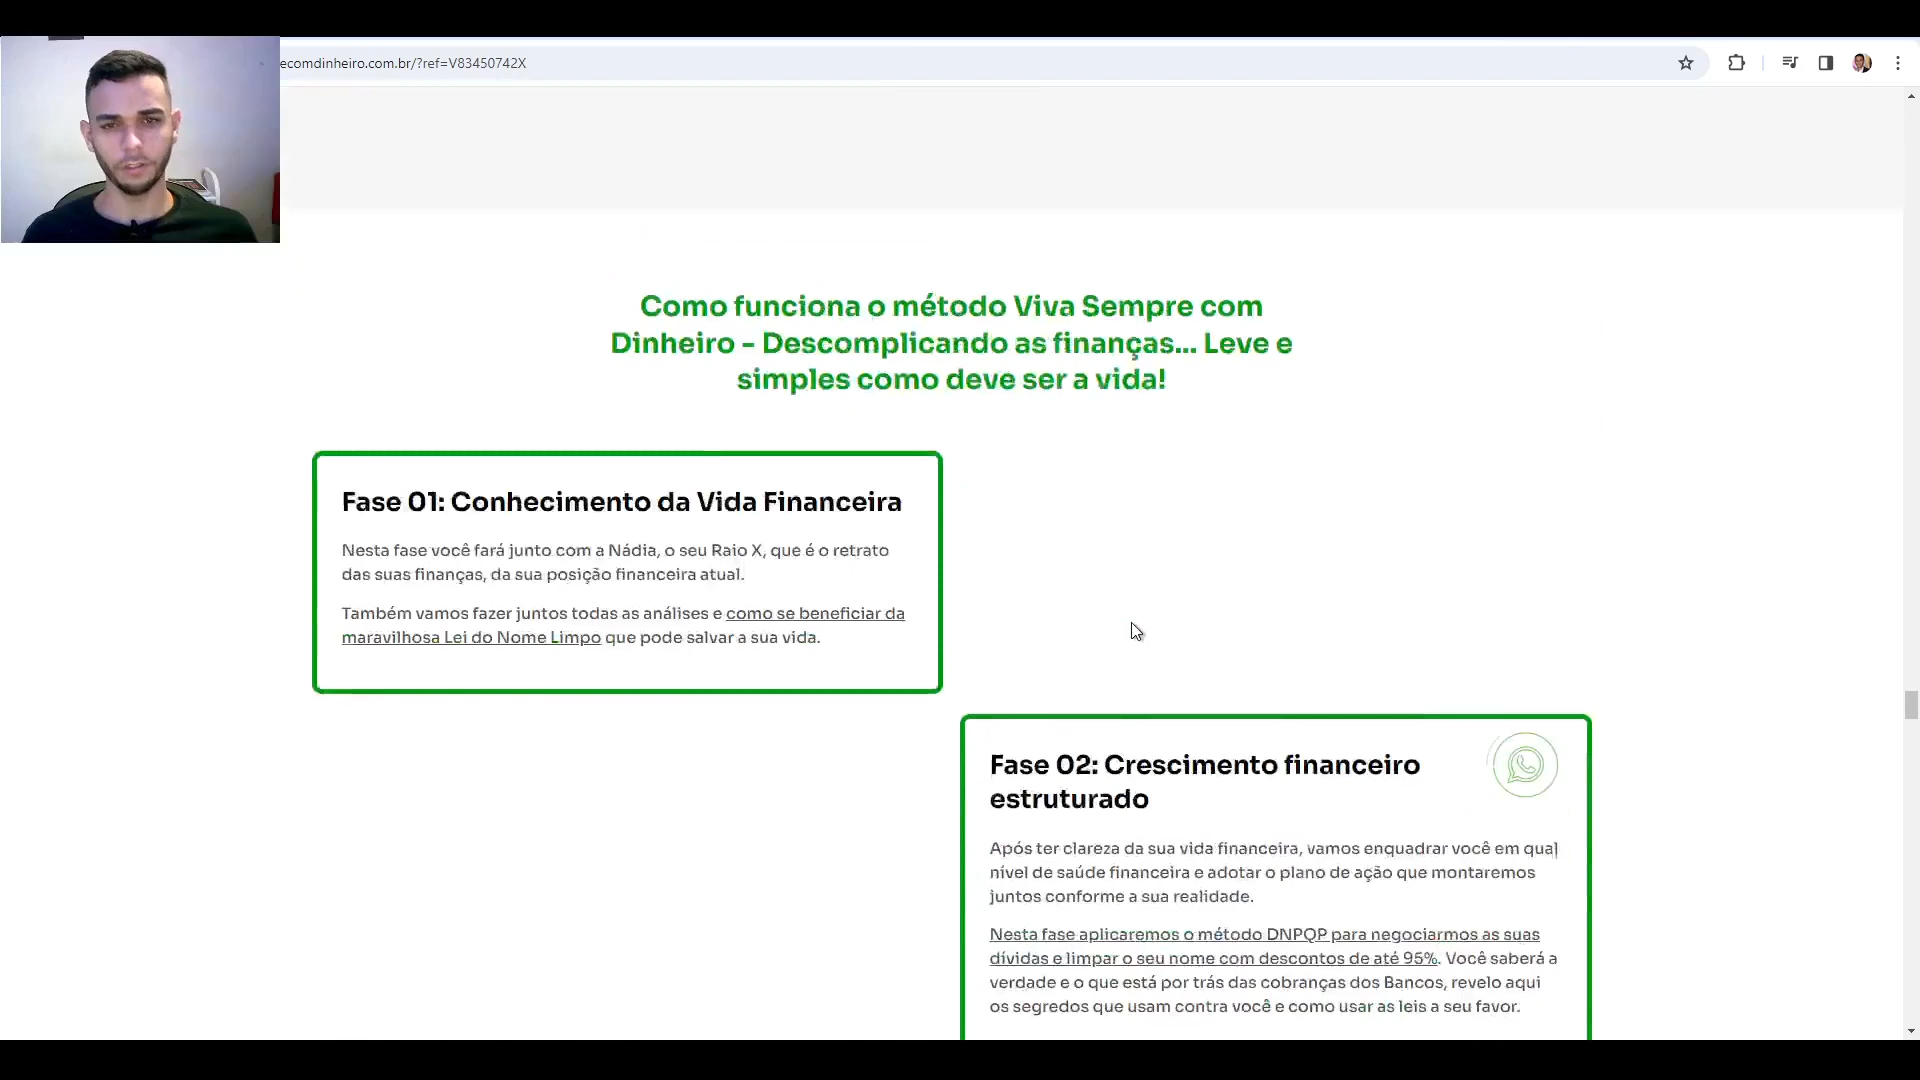 ecomdinheiro.com.br/?ref=V83450742X
Como funciona o método Viva Sempre com
Dinheiro - Descomplicando as finanças... Leve e
simples como deve ser a vida!
Fase 01: Conhecimento da Vida Financeira
Nesta fase você fará junto com a Nádia, o seu Raio X, que é o retrato
das suas finanças, da sua posição financeira atual.
Também vamos fazer juntos todas as análises e como se beneficiar da
maravilhosa Lei do Nome Limpo que pode salvar a sua vida.
Fase 02: Crescimento financeiro
estruturado
Após ter clareza da sua vida financeira, vamos enquadrar você em qual
nível de saúde financeira e adotar o plano de ação que montaremos
juntos conforme a sua realidade.
Nesta fase aplicaremos o método DNPQP para negociarmos as suas
dívidas e limpar o seu nome com descontos de até 95%. Você saberá a
verdade e o que está por trás das cobranças dos Bancos, revelo aqui
os segredos que usam contra você e como usar as leis a seu favor.